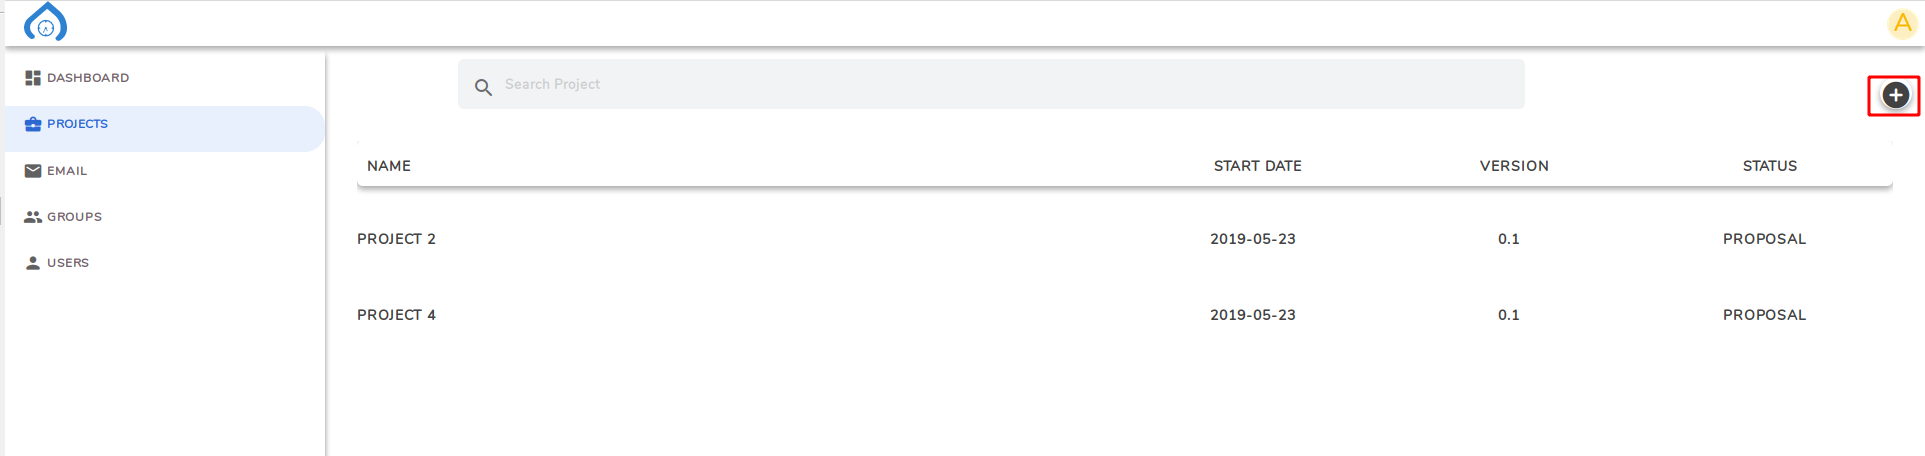 A
DASHBOARD
PROJECTS
EMAIL
GROUPS
USERS
Search Project
NAME START DATE VERSION STATUS
PROJECT 2 2019-05-23 0.1 PROPOSAL
PROJECT 4 2019-05-23 0.1 PROPOSAL